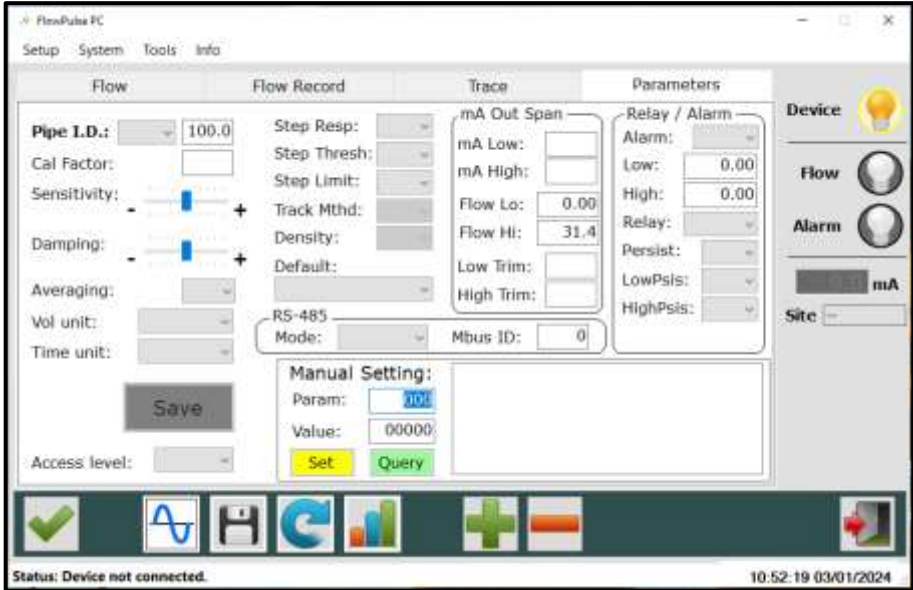 FlowPulse PC
Setup System Tools Info
Flow Flow Record Trace Parameters
Pipe I.D.: 100.0
Cal Factor:
Sensitivity:
- +
Damping:
- +
Averaging:
Vol unit:
Time unit:
Save
Access level:
Step Resp:
Step Thresh:
Step Limit:
Track Mthd:
Density:
Default:
mA Out Span
mA Low:
mA High:
Flow Lo: 0.00
Flow Hi: 31.4
Low Trim:
High Trim:
Relay / Alarm
Alarm:
Low: 0.00
High: 0.00
Relay:
Persist:
LowPsis:
HighPsis:
RS-485
Mode: Mbus ID: 0
Manual Setting:
Param: 000
Value: 00000
Set Query
Device
Flow
Alarm
mA
Site --
Status: Device not connected. 10:52:19 03/01/2024